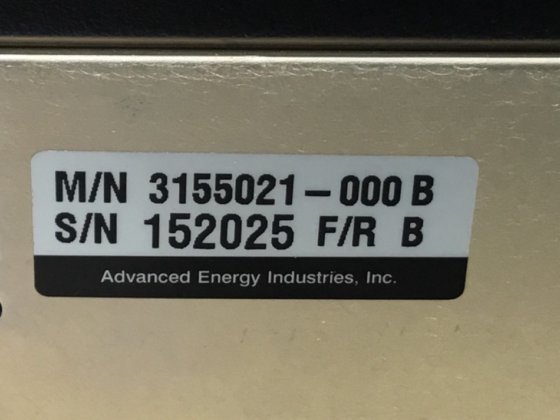 M/N 3155021-000 B
S/N 152025 F/R B
Advanced Energy Industries, Inc.